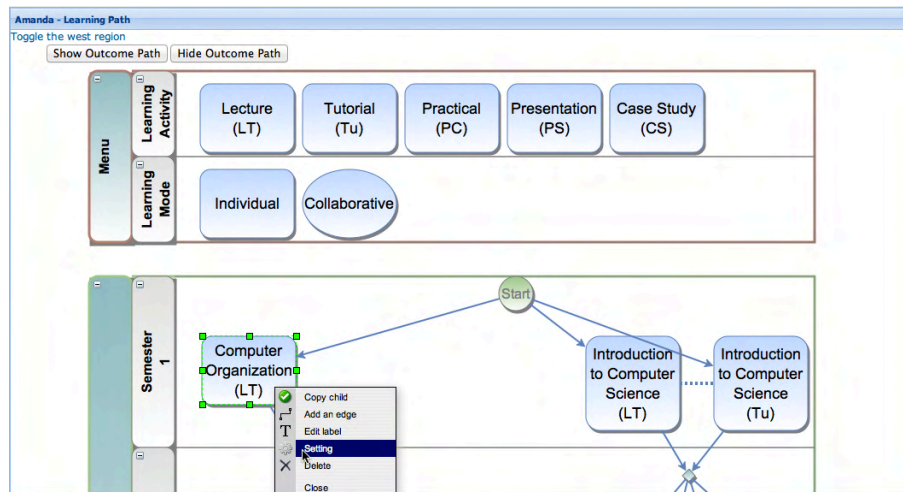 Amanda - Learning Path
Toggle the west region
Show Outcome Path
Hide Outcome Path
Menu
Learning
Activity
Lecture
(LT)
Tutorial
(Tu)
Practical
(PC)
Presentation
(PS)
Case Study
(CS)
Learning
Mode
Individual
Collaborative
Semester
1
Start
Computer
Organization
(LT)
Introduction
to Computer
Science
(LT)
Introduction
to Computer
Science
(Tu)
Copy child
Add an edge
T Edit label
Setting
Delete
Close